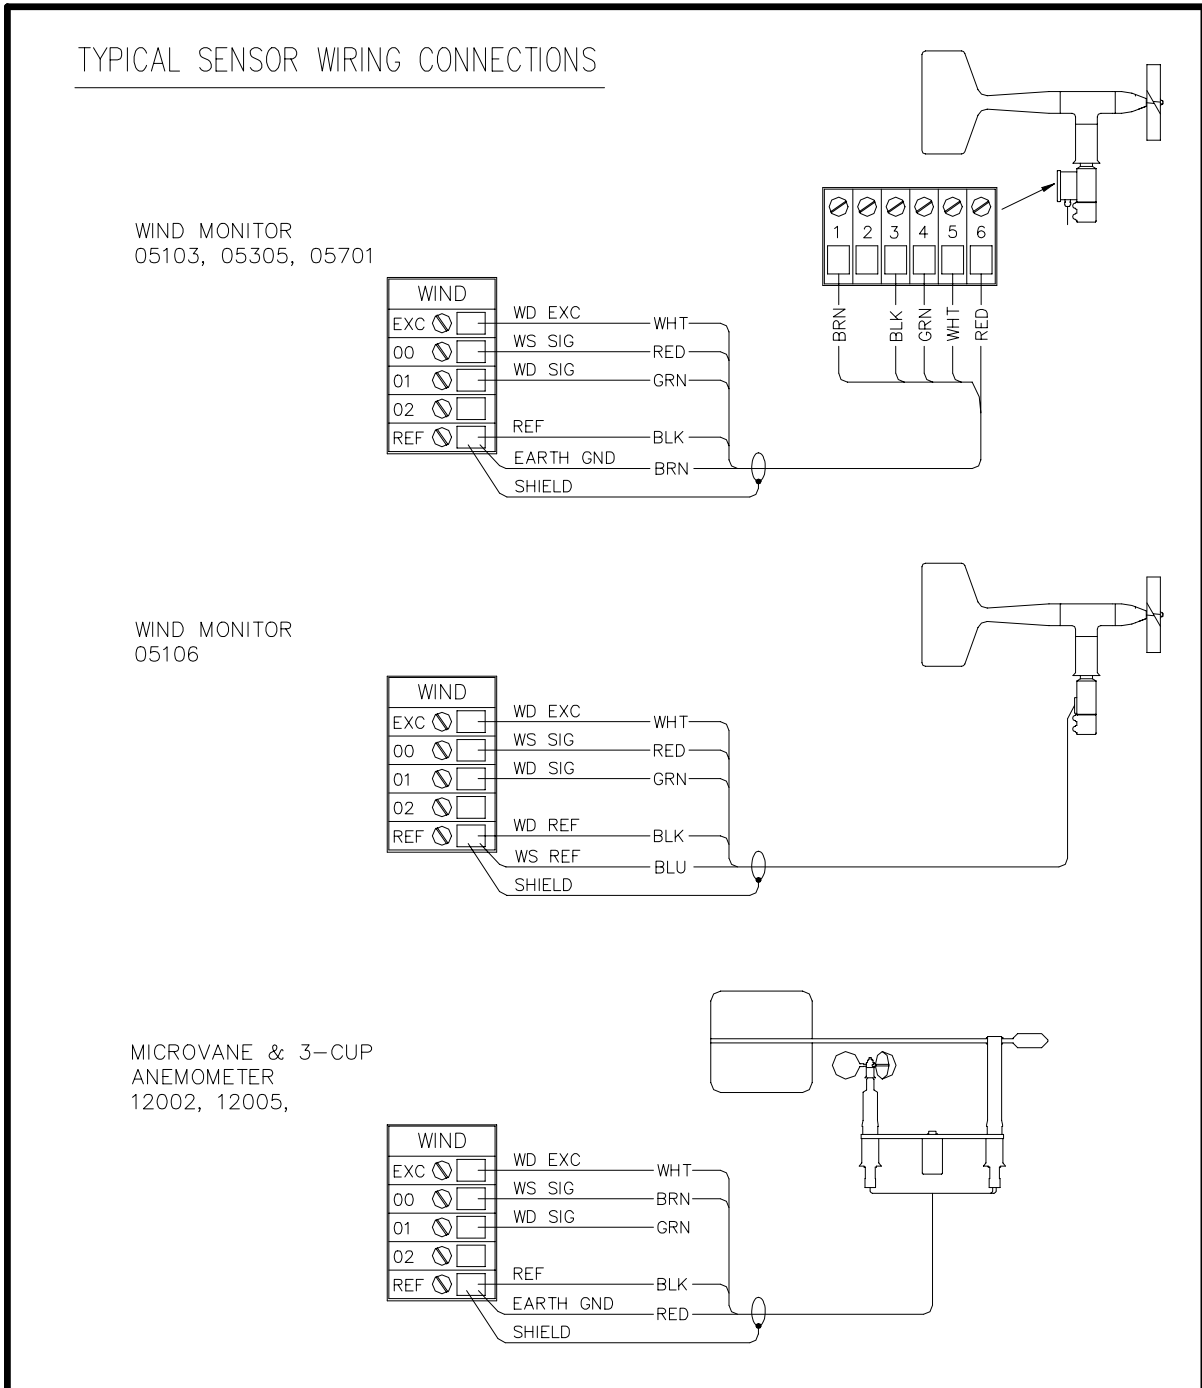 TYPICAL SENSOR WIRING CONNECTIONS
WIND MONITOR
05103, 05305, 05701
1 2 3 4 5 6
BRN BLK GRN WHT RED
WIND
EXC WD EXC WHT
00 WS SIG RED
01 WD SIG GRN
02
REF REF BLK
EARTH GND BRN
SHIELD
WIND MONITOR
05106
WIND
EXC WD EXC WHT
00 WS SIG RED
01 WD SIG GRN
02
REF WD REF BLK
WS REF BLU
SHIELD
MICROVANE & 3-CUP
ANEMOMETER
12002, 12005,
WIND
EXC WD EXC WHT
00 WS SIG BRN
01 WD SIG GRN
02
REF REF BLK
EARTH GND RED
SHIELD